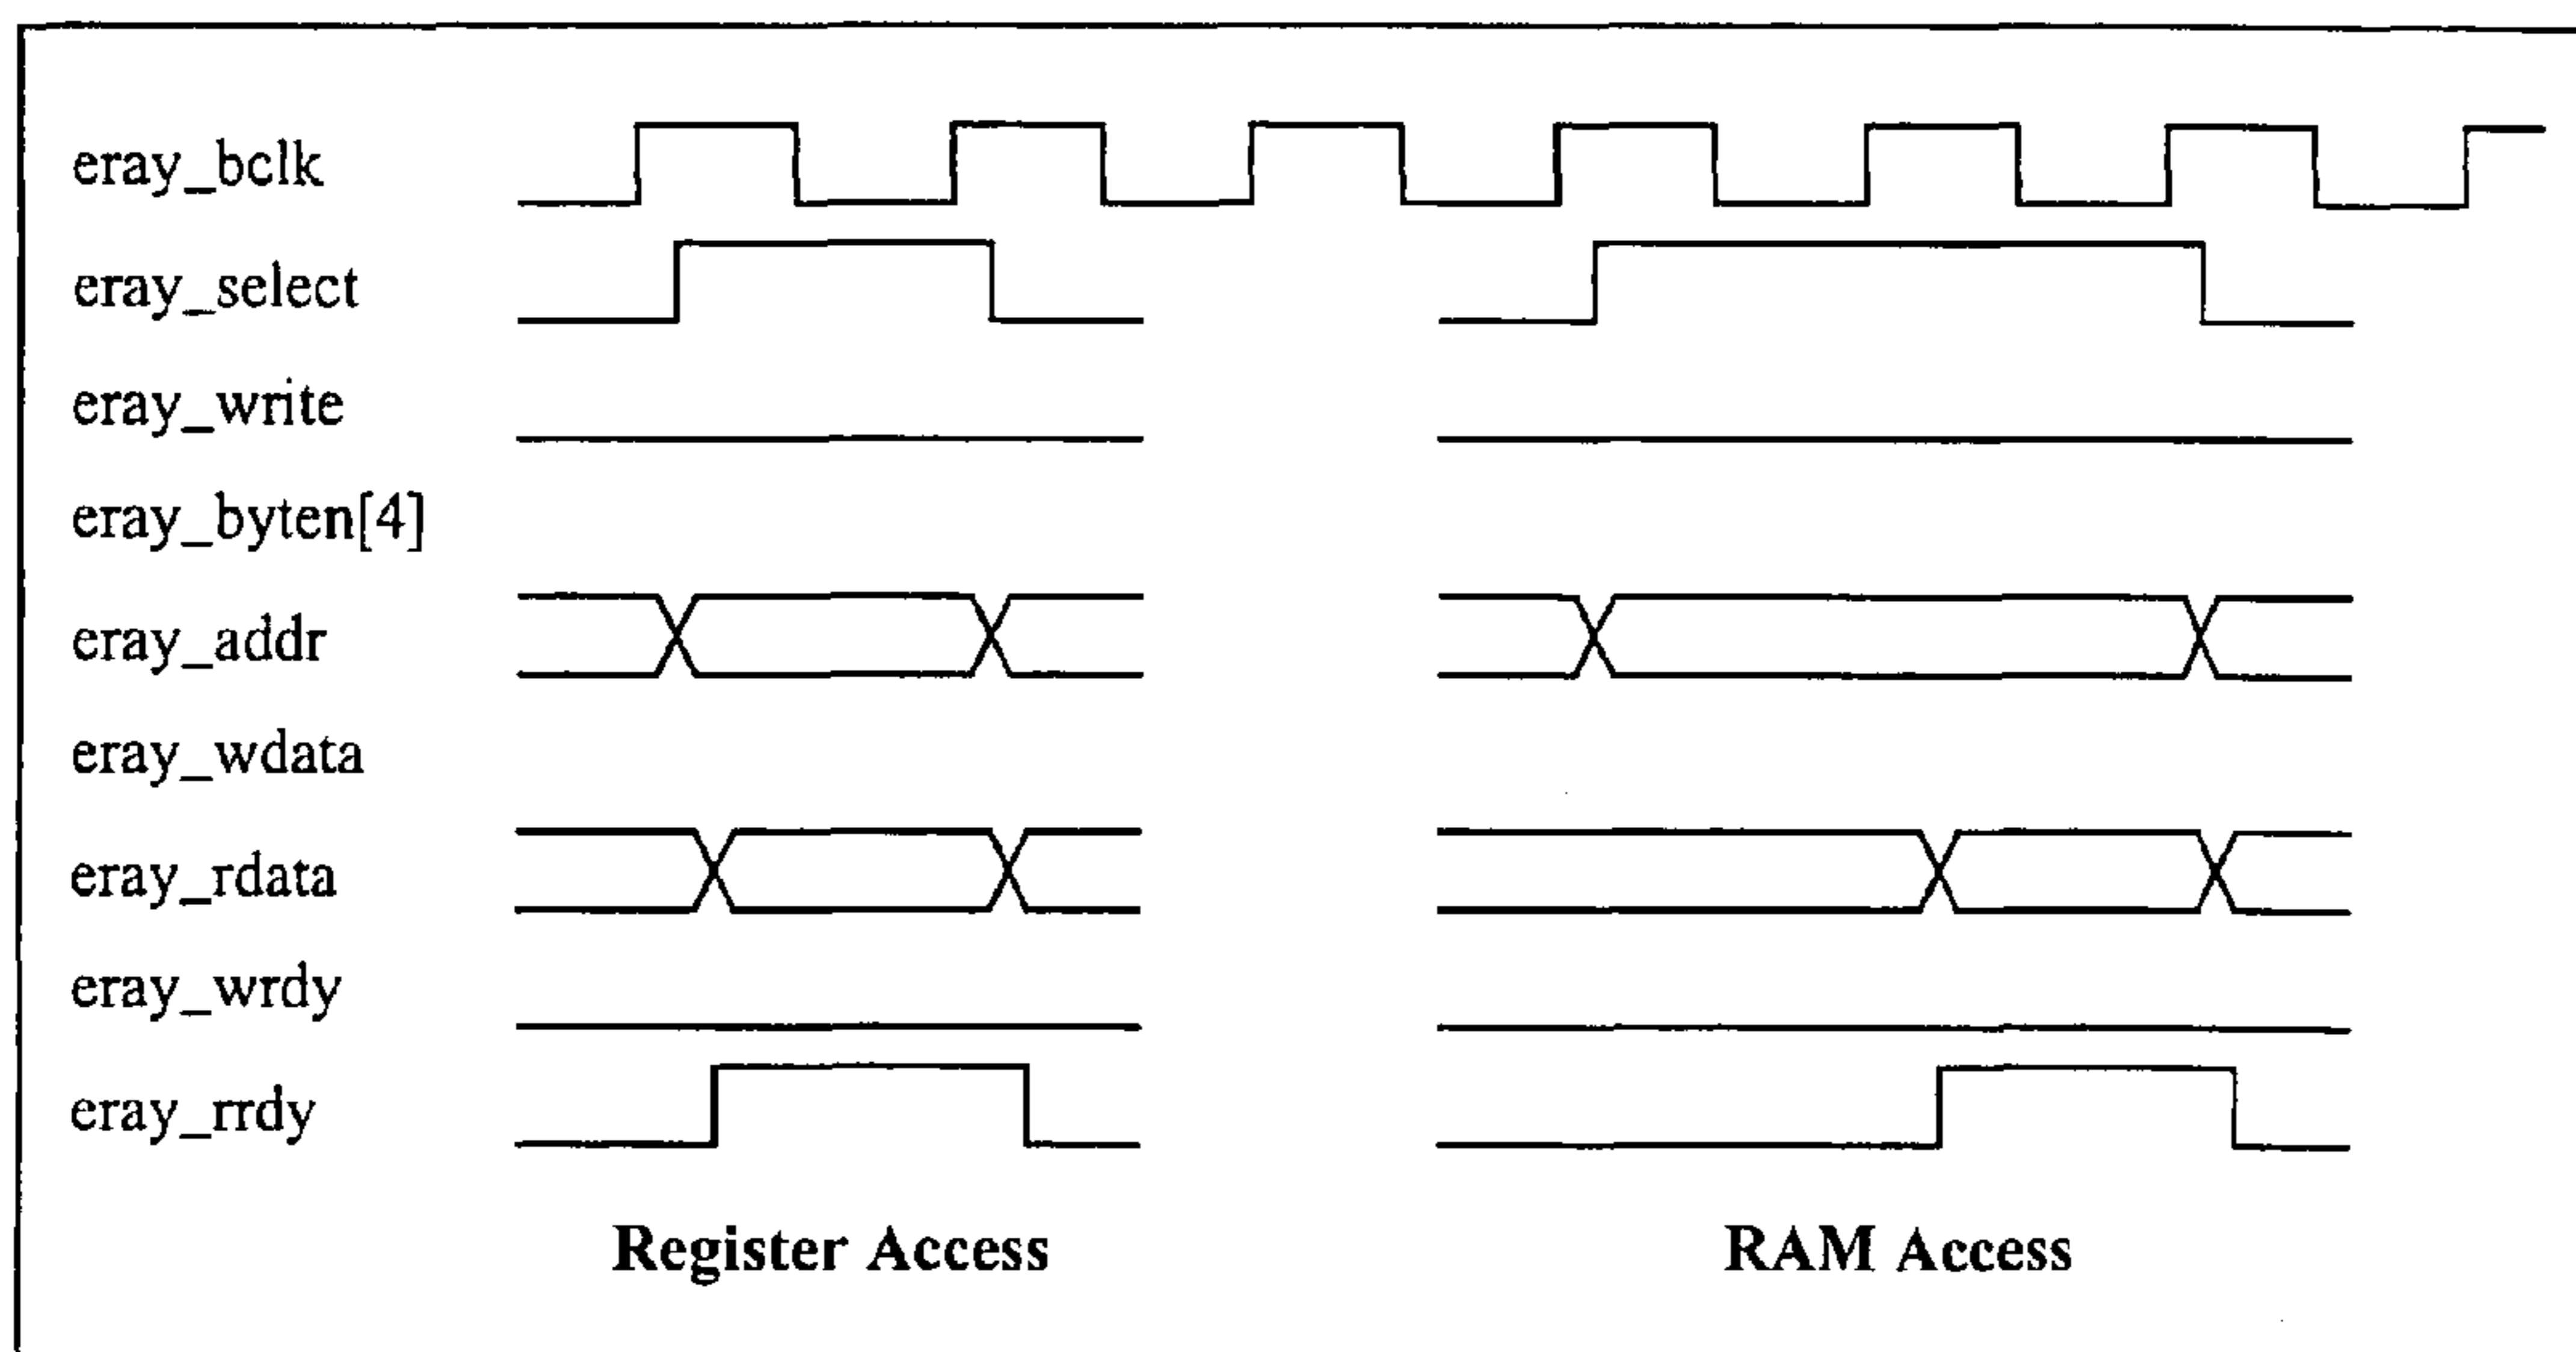 eray_bclk
eray_select
eray_write
eray_byten[4]
eray_addr
eray_wdata
eray_rdata
eray_wrdy
eray_rrdy
Register Access RAM Access